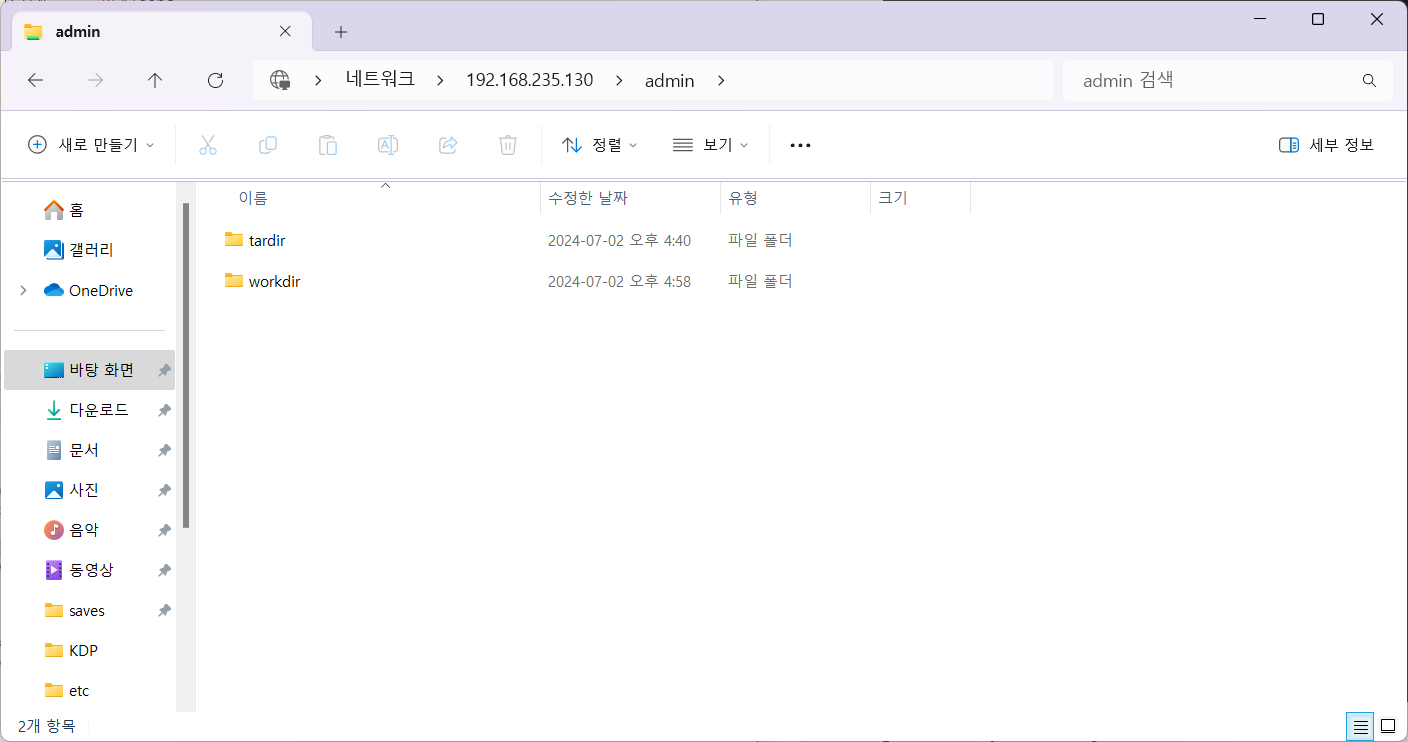 admin
네트워크 > 192.168.235.130 > admin >
admin 검색
새로 만들기
정렬
보기
세부 정보
이름 수정한 날짜 유형 크기
tardir 2024-07-02 오후 4:40 파일 폴더
workdir 2024-07-02 오후 4:58 파일 폴더
홈
갤러리
OneDrive
바탕 화면
다운로드
문서
사진
음악
동영상
saves
KDP
etc
2개 항목